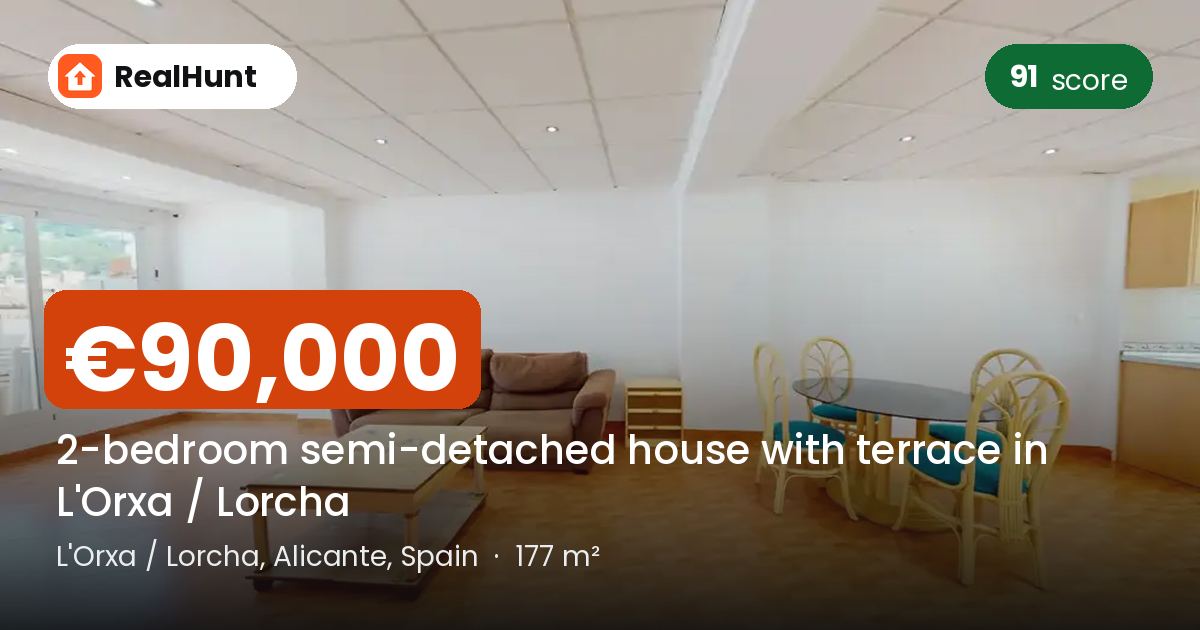 RealHunt
91 score
€90,000
2-bedroom semi-detached house with terrace in
L'Orxa / Lorcha
L'Orxa / Lorcha, Alicante, Spain · 177 m²